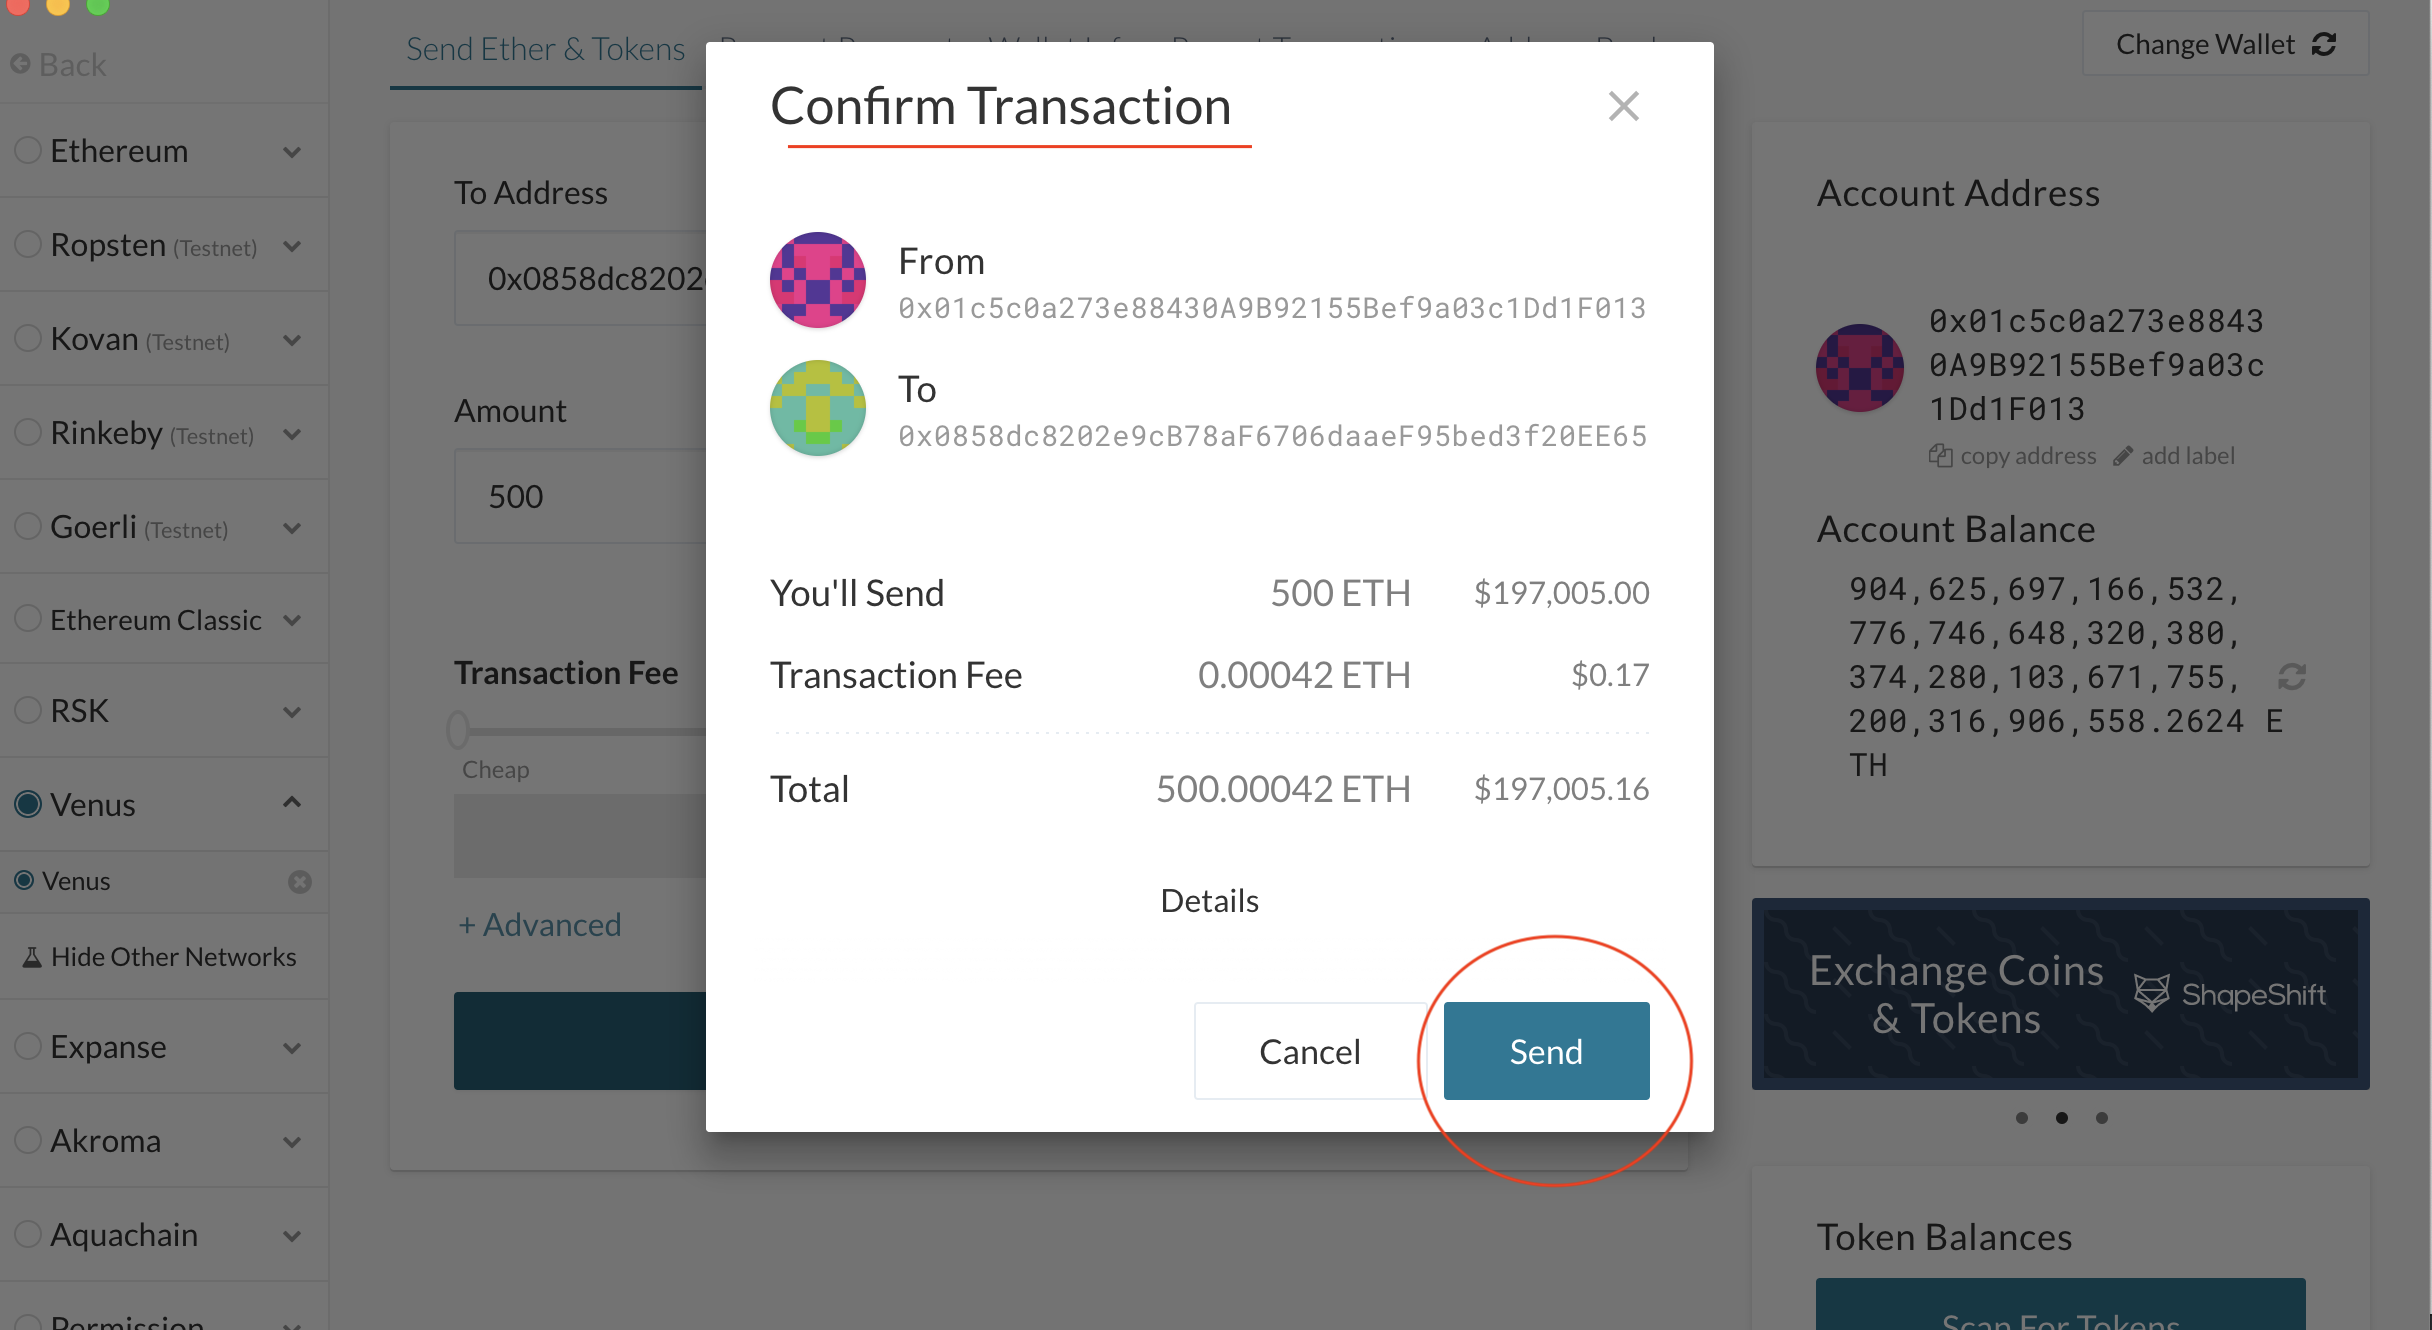 Back
Ethereum
Ropsten (Testnet)
Kovan (Testnet)
Rinkeby (Testnet)
Goerli (Testnet)
Ethereum Classic
RSK
Venus
Venus
Hide Other Networks
Expanse
Akroma
Aquachain
Permission
Send Ether & Tokens
To Address
0x0858dc8202
Amount
500
Transaction Fee
Cheap
+ Advanced
Confirm Transaction
From
0x01c5c0a273e88430A9B92155Bef9a03c1Dd1F013
To
0x0858dc8202e9cB78aF6706daaeF95bed3f20EE65
You'll Send 500 ETH $197,005.00
Transaction Fee 0.00042 ETH $0.17
Total 500.00042 ETH $197,005.16
Details
Cancel Send
Change Wallet
Account Address
0x01c5c0a273e8843
0A9B92155Bef9a03c
1Dd1F013
copy address add label
Account Balance
904,625,697,166,532,
776,746,648,320,380,
374,280,103,671,755,
200,316,906,558.2624 E
TH
Exchange Coins
& Tokens
ShapeShift
Token Balances
Scan For Tokens